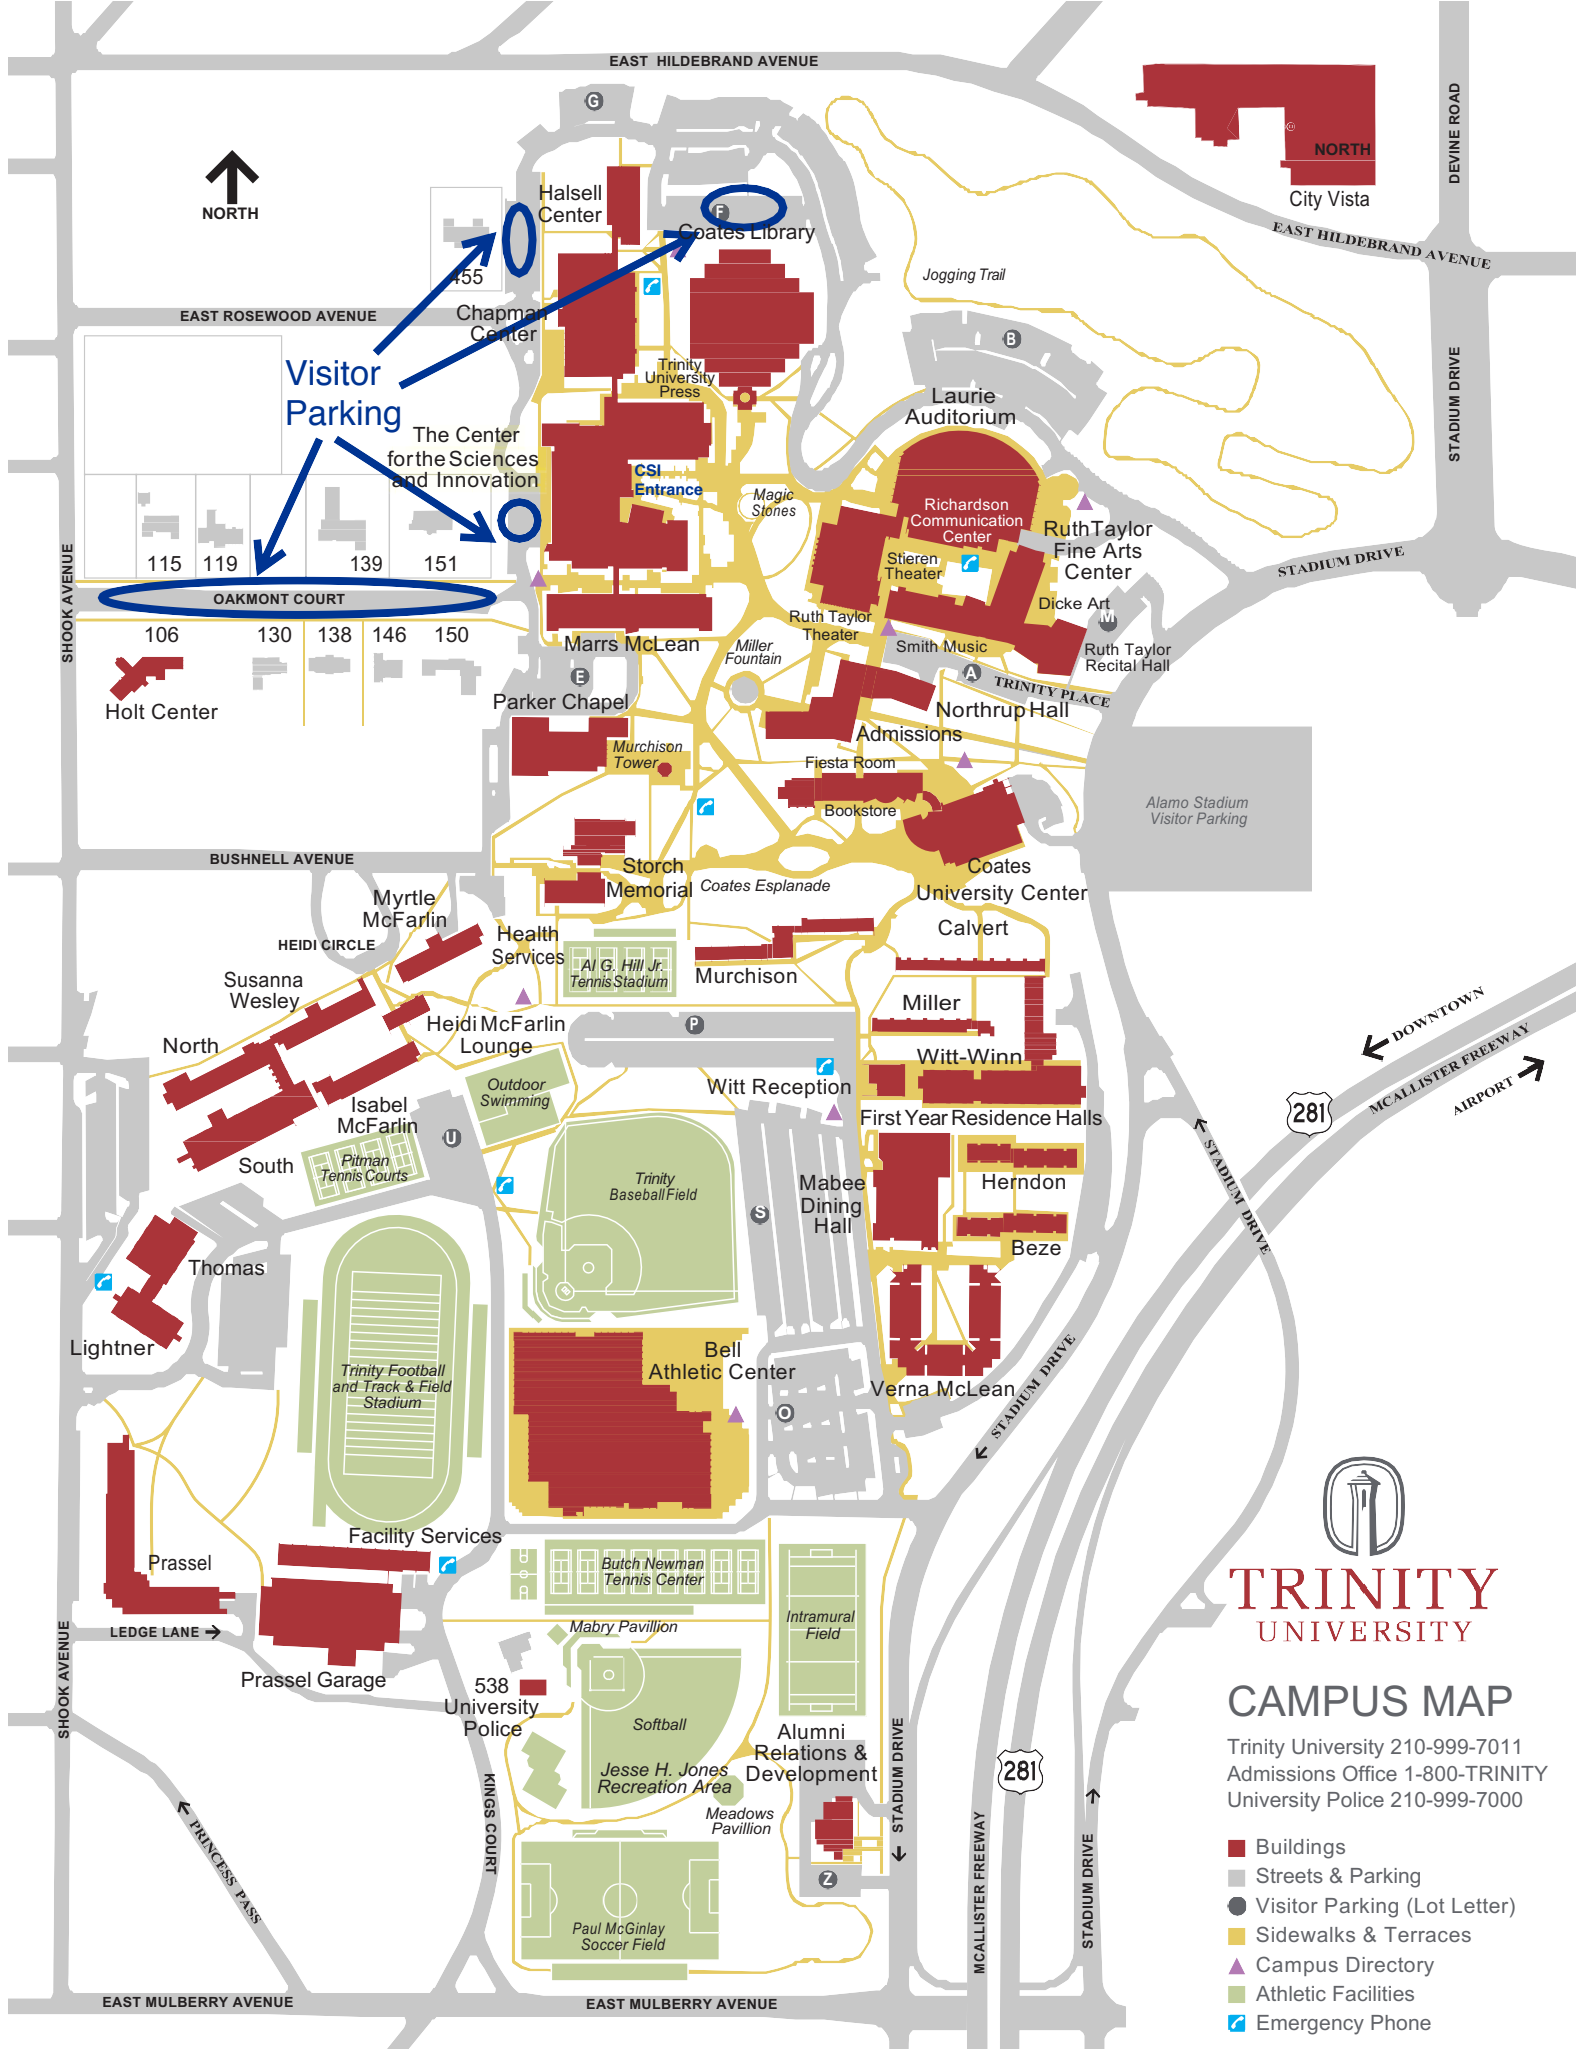 EAST HILDEBRAND AVENUE
G
DEVINE ROAD
NORTH
City Vista
NORTH
Halsell
Center
F
Coates Library
EAST HILDEBRAND AVENUE
455
Jogging Trail
EAST ROSEWOOD AVENUE
Chapman
Center
B
Visitor
Parking
Trinity
University
Press
STADIUM DRIVE
Laurie
Auditorium
The Center
for the Sciences
and Innovation
CSI
Entrance
Magic
Stones
Richardson
Communication
Center
Ruth Taylor
Fine Arts
Center
Stieren
Theater
STADIUM DRIVE
115
119
139
151
SHOOK AVENUE
OAKMONT COURT
Dicke Art
M
106
130
138
146
150
Marrs McLean
Ruth Taylor
Theater
Miller
Fountain
Smith Music
Ruth Taylor
Recital Hall
E
A
TRINITY PLACE
Holt Center
Parker Chapel
Northrup Hall
Admissions
Murchison
Tower
Fiesta Room
Bookstore
Alamo Stadium
Visitor Parking
BUSHNELL AVENUE
Storch
Memorial
Coates Esplanade
Coates
University Center
Myrtle
McFarlin
HEIDI CIRCLE
Health
Services
Calvert
Al G. Hill Jr.
Tennis Stadium
Murchison
Susanna
Wesley
Miller
DOWNTOWN
MCALLISTER FREEWAY
AIRPORT
North
Heidi McFarlin
Lounge
P
Witt-Winn
Outdoor
Swimming
Witt Reception
281
Isabel
McFarlin
First Year Residence Halls
U
South
Pitman
Tennis Courts
Trinity
Baseball Field
Mabee
Dining
Hall
Herndon
STADIUM DRIVE
S
Beze
Thomas
Lightner
Bell
Athletic Center
Trinity Football
and Track & Field
Stadium
Verna McLean
STADIUM DRIVE
O
Facility Services
Prassel
Butch Newman
Tennis Center
Intramural
Field
TRINITY
UNIVERSITY
LEDGE LANE
Mabry Pavillion
SHOOK AVENUE
Prassel Garage
538
University
Police
Softball
CAMPUS MAP
Trinity University 210-999-7011
Admissions Office 1-800-TRINITY
University Police 210-999-7000
Alumni
Relations &
Development
STADIUM DRIVE
281
Jesse H. Jones
Recreation Area
Meadows
Pavillion
KINGS COURT
PRINCESS PASS
MCALLISTER FREEWAY
STADIUM DRIVE
Z
Paul McGinlay
Soccer Field
Buildings
Streets & Parking
Visitor Parking (Lot Letter)
Sidewalks & Terraces
Campus Directory
Athletic Facilities
Emergency Phone
EAST MULBERRY AVENUE
EAST MULBERRY AVENUE